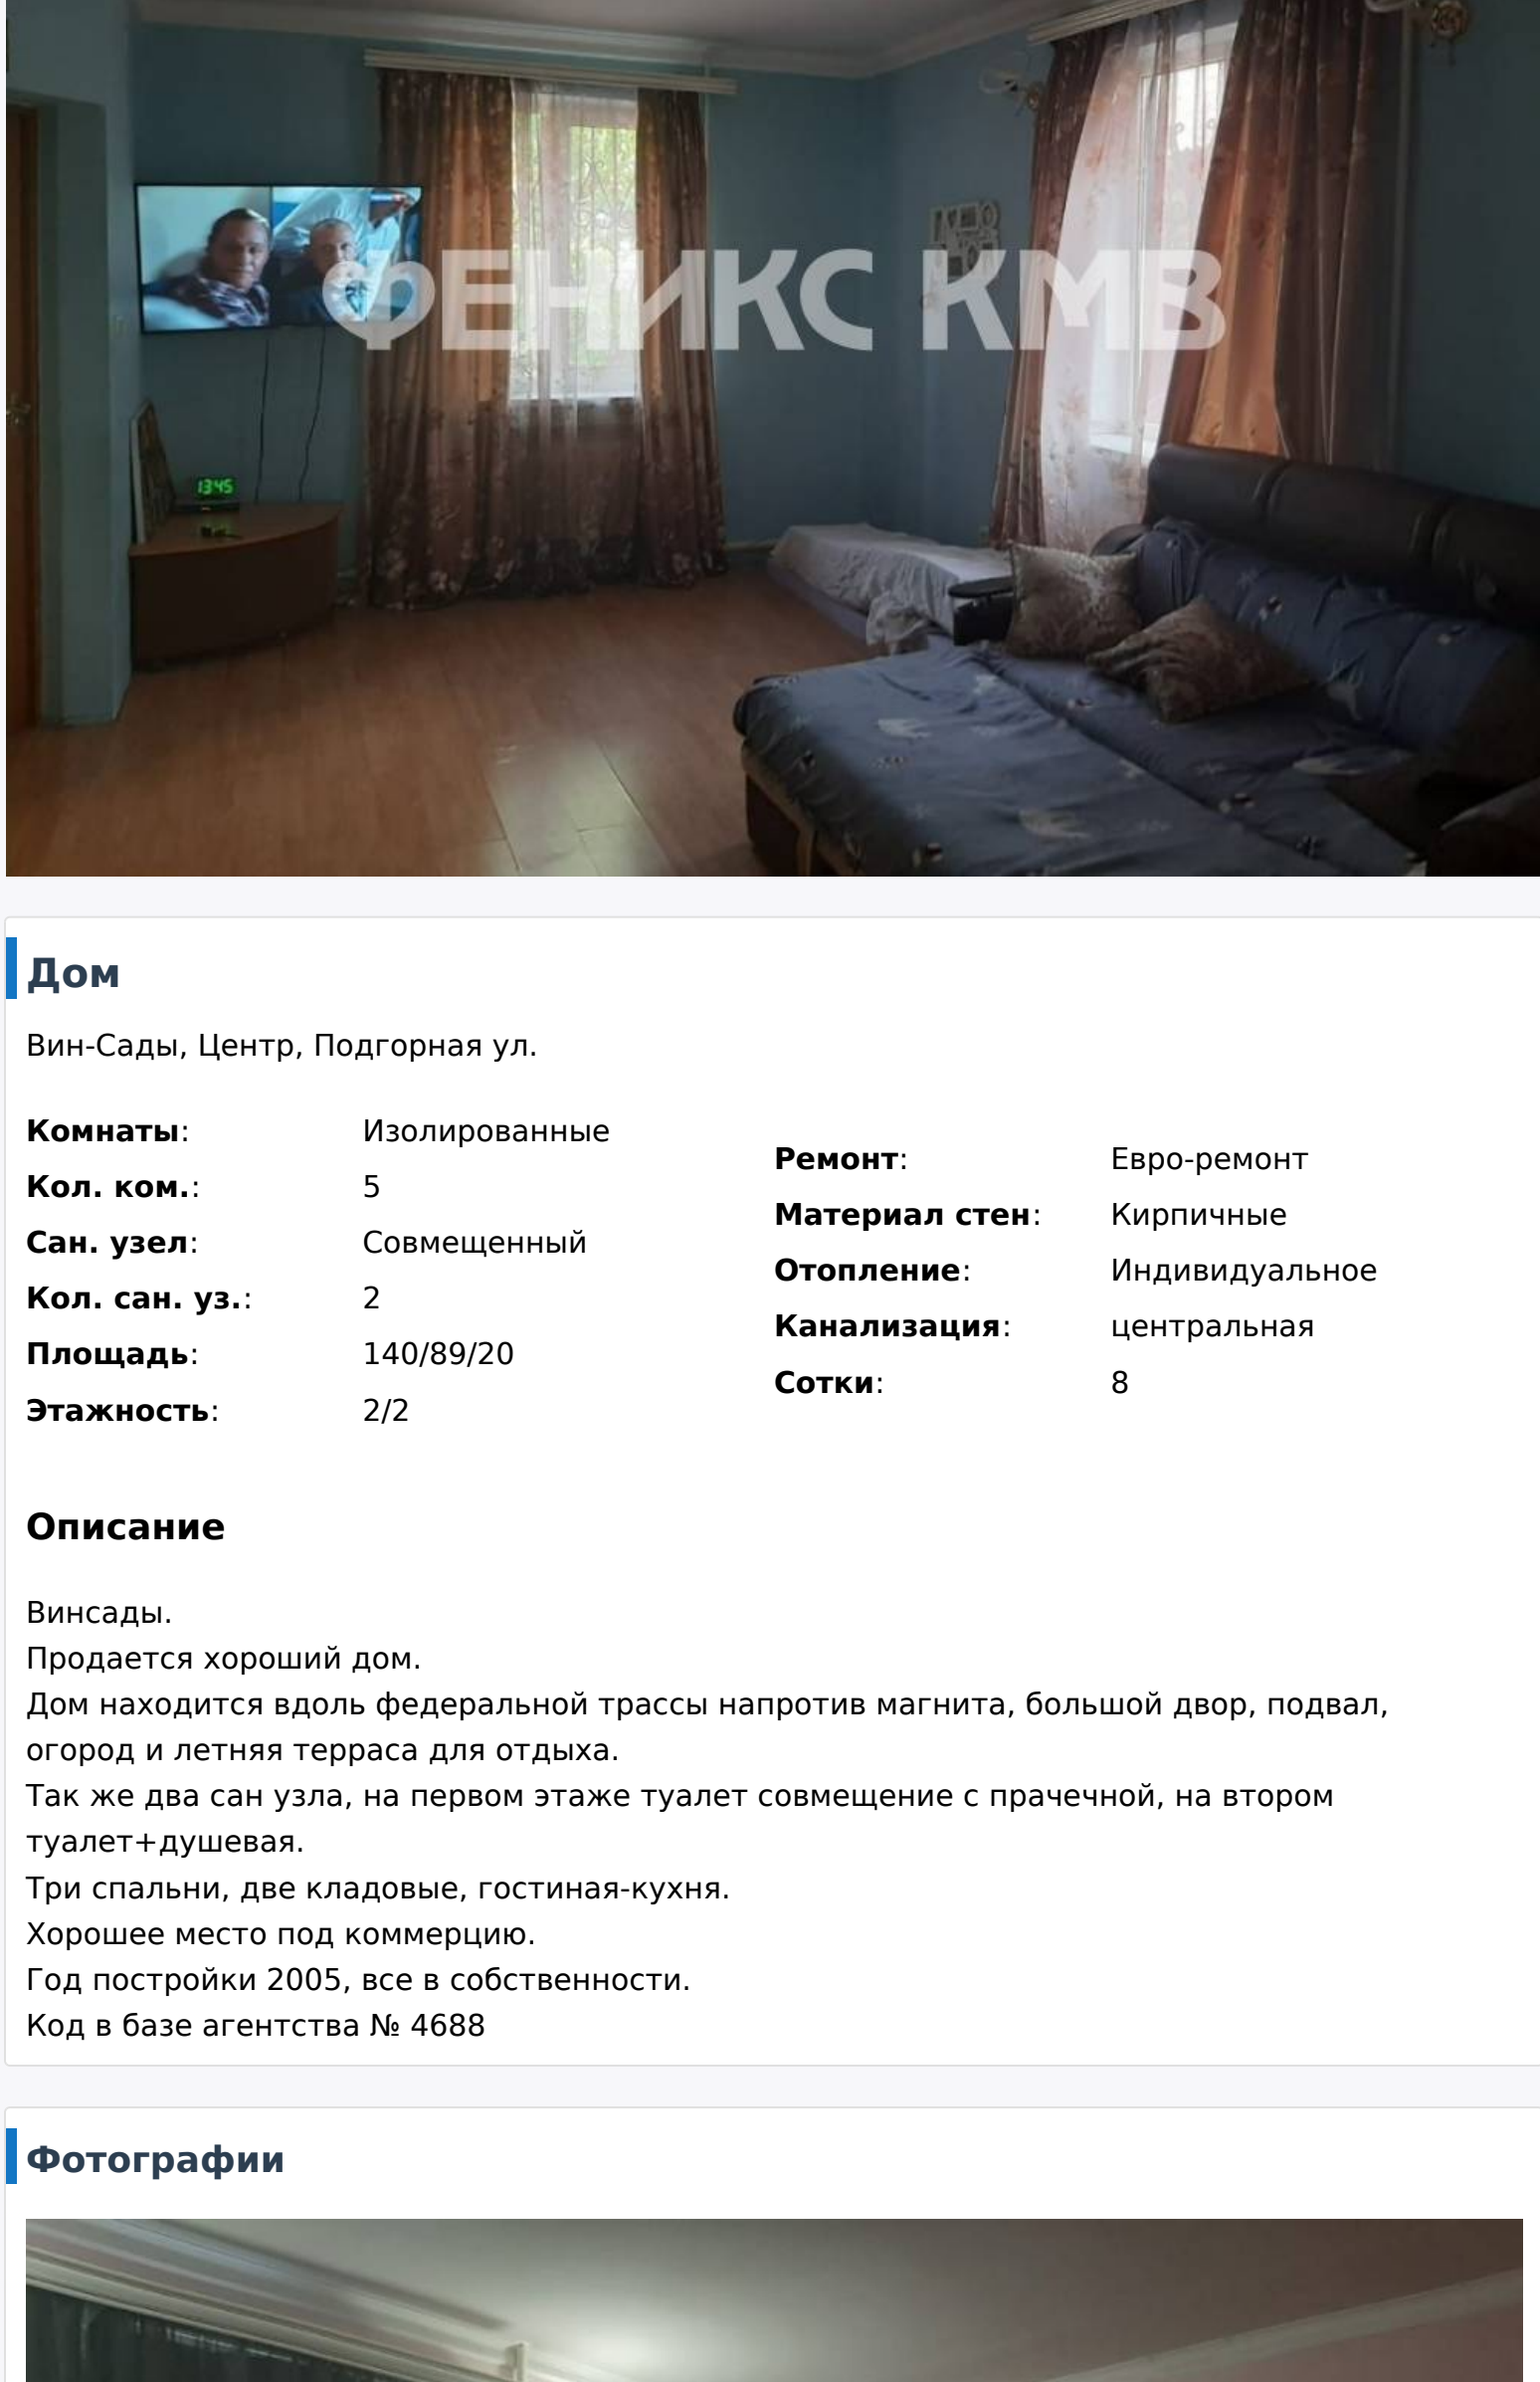 ФЕНИКС КМВ
13:45
Дом
Вин-Сады, Центр, Подгорная ул.
Комнаты: Изолированные
Кол. ком.: 5
Сан. узел: Совмещенный
Кол. сан. уз.: 2
Площадь: 140/89/20
Этажность: 2/2
Ремонт: Евро-ремонт
Материал стен: Кирпичные
Отопление: Индивидуальное
Канализация: центральная
Сотки: 8
Описание
Винсады.
Продается хороший дом.
Дом находится вдоль федеральной трассы напротив магнита, большой двор, подвал,
огород и летняя терраса для отдыха.
Так же два сан узла, на первом этаже туалет совмещение с прачечной, на втором
туалет+душевая.
Три спальни, две кладовые, гостиная-кухня.
Хорошее место под коммерцию.
Год постройки 2005, все в собственности.
Код в базе агентства № 4688
Фотографии